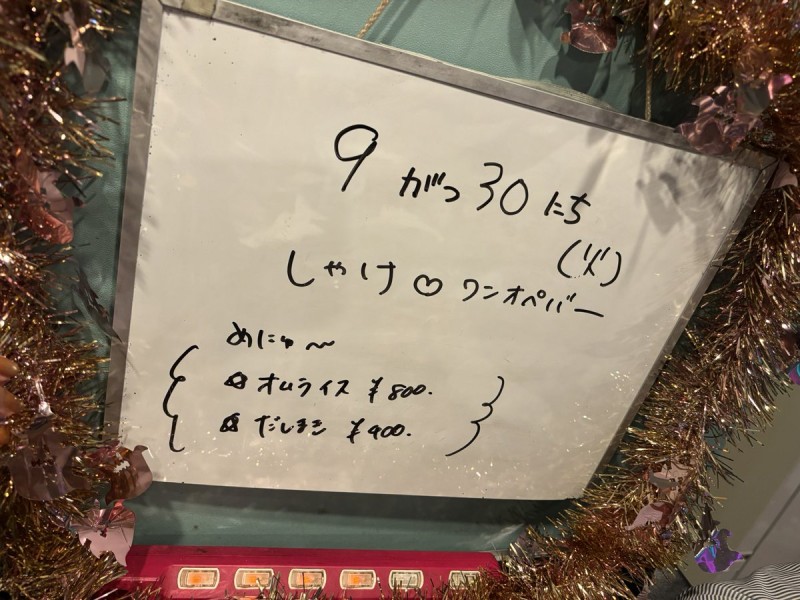 9がつ30にち
(火)
しゃけ♡ワンオペバー
めにゅ〜
☆オムライス ¥800.
☆だしまき ¥400.